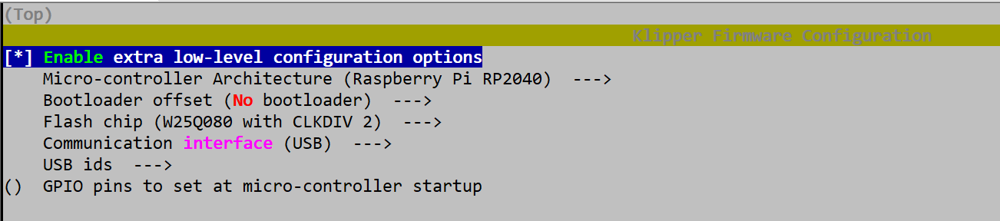 (Top)
Klipper Firmware Configuration
[*] Enable extra low-level configuration options
Micro-controller Architecture (Raspberry Pi RP2040) --->
Bootloader offset (No bootloader) --->
Flash chip (W25Q080 with CLKDIV 2) --->
Communication interface (USB) --->
USB ids --->
() GPIO pins to set at micro-controller startup